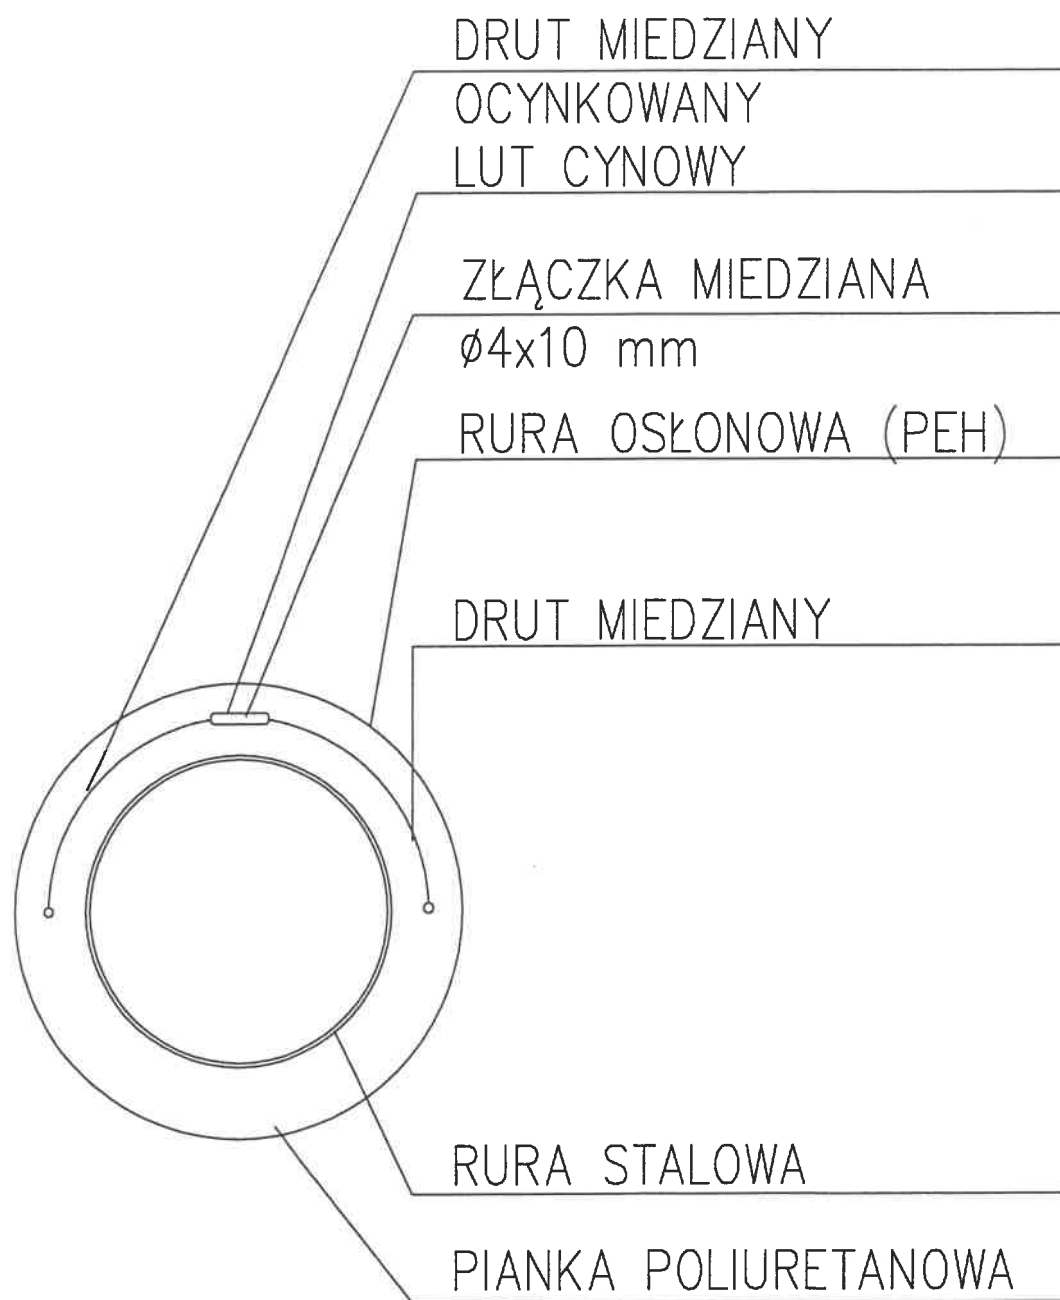 DRUT MIEDZIANY
OCYNKOWANY
LUT CYNOWY
ZŁĄCZKA MIEDZIANA
ø4x10 mm
RURA OSŁONOWA (PEH)
DRUT MIEDZIANY
RURA STALOWA
PIANKA POLIURETANOWA